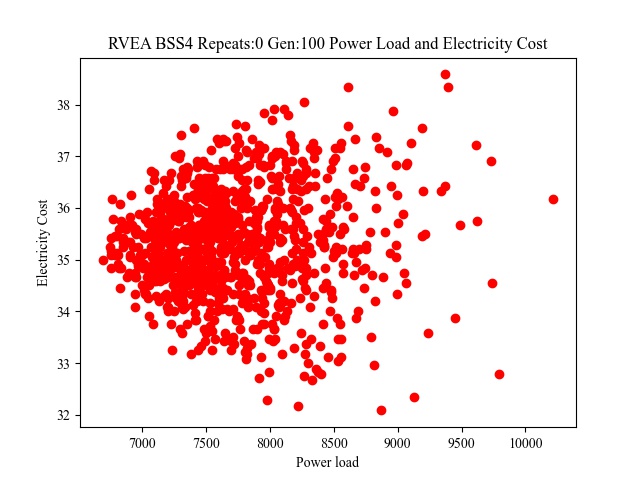 RVEA BSS4 Repeats:0 Gen:100 Power Load and Electricity Cost
38
37
36
35
34
33
32
Electricity Cost
7000 7500 8000 8500 9000 9500 10000
Power load